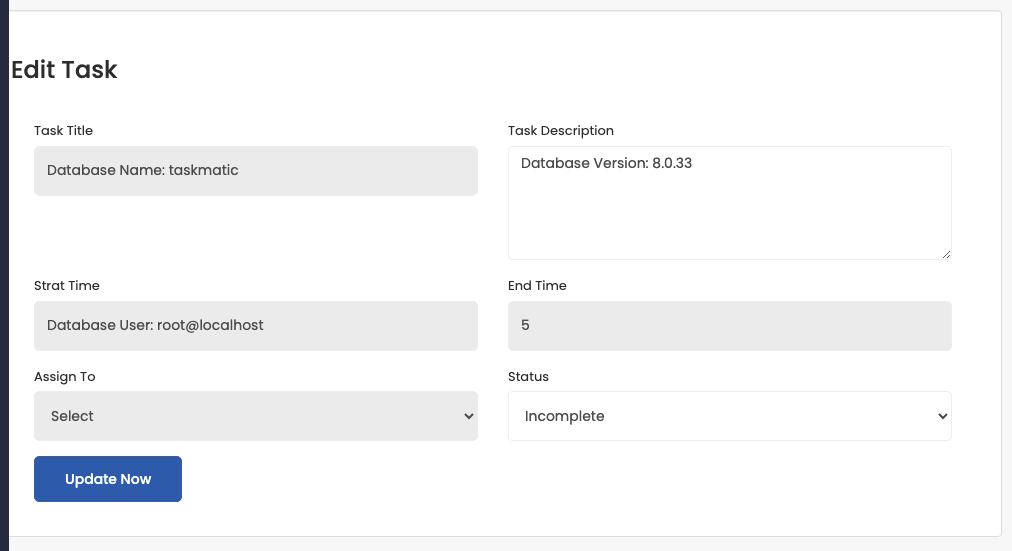 Edit Task
Task Title
Task Description
Database Name: taskmatic
Database Version: 8.0.33
Strat Time
End Time
Database User: root@localhost
5
Assign To
Status
Select
Incomplete
Update Now